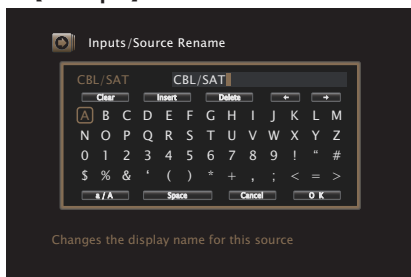 Inputs/Source Rename
CBL/SAT CBL/SAT
Clear Insert Delete ← →
A B C D E F G H I J K L M
N O P Q R S T U V W X Y Z
0 1 2 3 4 5 6 7 8 9 ! “ #
$ % & ‘ ( ) * + , ; < = >
a / A Space Cancel O K
Changes the display name for this source